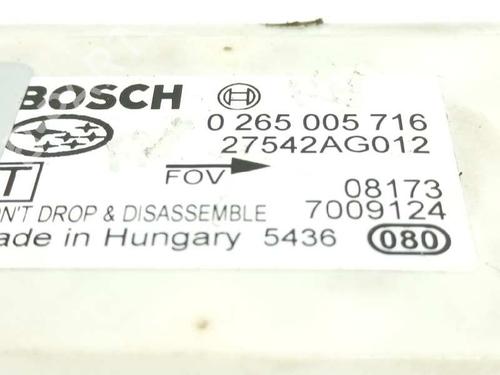 BOSCH
0 265 005 716
27542AG012
T
FOV
08173
N'T DROP & DISASSEMBLE 7009124
ade in Hungary 5436 080